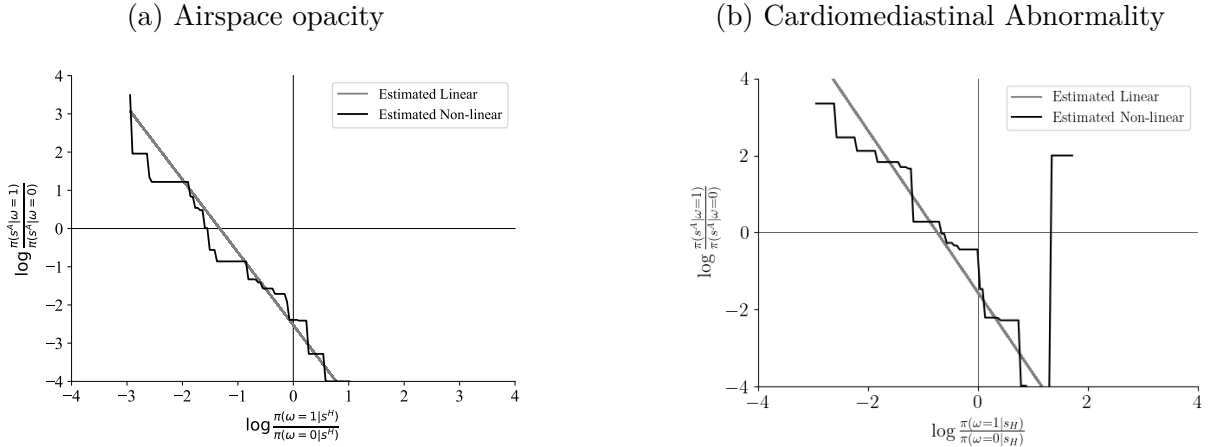 (a) Airspace opacity
4
3
2
1
0
−1
−2
−3
−4
−4 −3 −2 −1 0 1 2 3 4
Estimated Linear
Estimated Non-linear
log π(s^A|ω=1) / π(s^A|ω=0)
log π(ω=1|s^H) / π(ω=0|s^H)
(b) Cardiomediastinal Abnormality
4
2
0
−2
−4
−4 −2 0 2 4
Estimated Linear
Estimated Non-linear
log π(s^A|ω=1) / π(s^A|ω=0)
log π(ω=1|s_H) / π(ω=0|s_H)